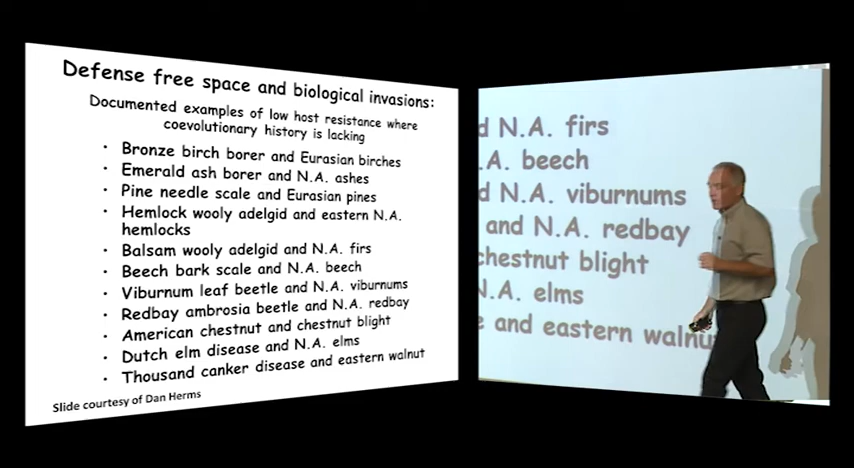 Defense free space and biological invasions:
Documented examples of low host resistance where
coevolutionary history is lacking
· Bronze birch borer and Eurasian birches
· Emerald ash borer and N.A. ashes
· Pine needle scale and Eurasian pines
· Hemlock wooly adelgid and eastern N.A.
hemlocks
· Balsam wooly adelgid and N.A. firs
· Beech bark scale and N.A. beech
· Viburnum leaf beetle and N.A. viburnums
· Redbay ambrosia beetle and N.A. redbay
· American chestnut and chestnut blight
· Dutch elm disease and N.A. elms
· Thousand canker disease and eastern walnut
Slide courtesy of Dan Herms
d N.A. firs
.A. beech
d N.A. viburnums
and N.A. redbay
chestnut blight
N.A. elms
e and eastern walnu